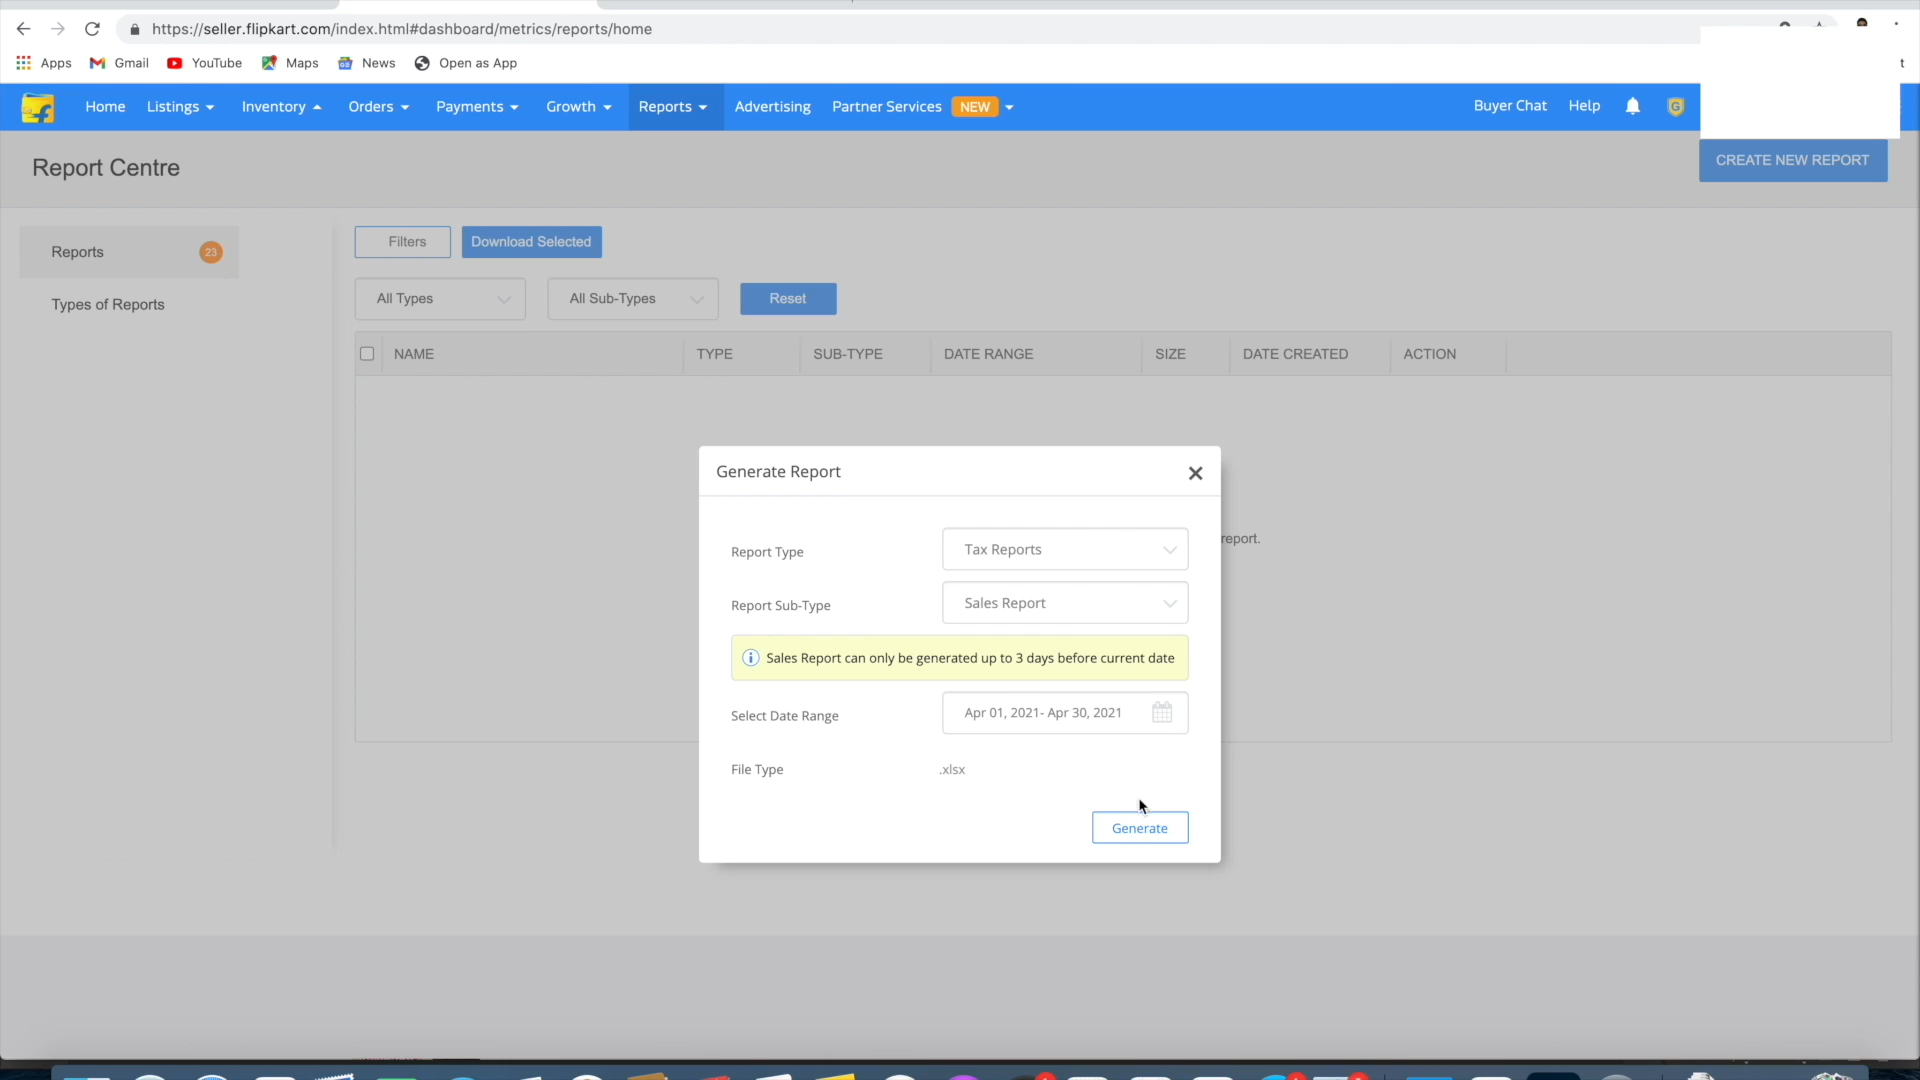 https://seller.flipkart.com/index.html#dashboard/metrics/reports/home
Apps Gmail YouTube Maps News Open as App
Home Listings Inventory Orders Payments Growth Reports Advertising Partner Services NEW Buyer Chat Help
Report Centre
CREATE NEW REPORT
Reports 23
Types of Reports
Filters Download Selected
All Types All Sub-Types Reset
NAME TYPE SUB-TYPE DATE RANGE SIZE DATE CREATED ACTION
report.
Generate Report
Report Type Tax Reports
Report Sub-Type Sales Report
Sales Report can only be generated up to 3 days before current date
Select Date Range Apr 01, 2021- Apr 30, 2021
File Type .xlsx
Generate